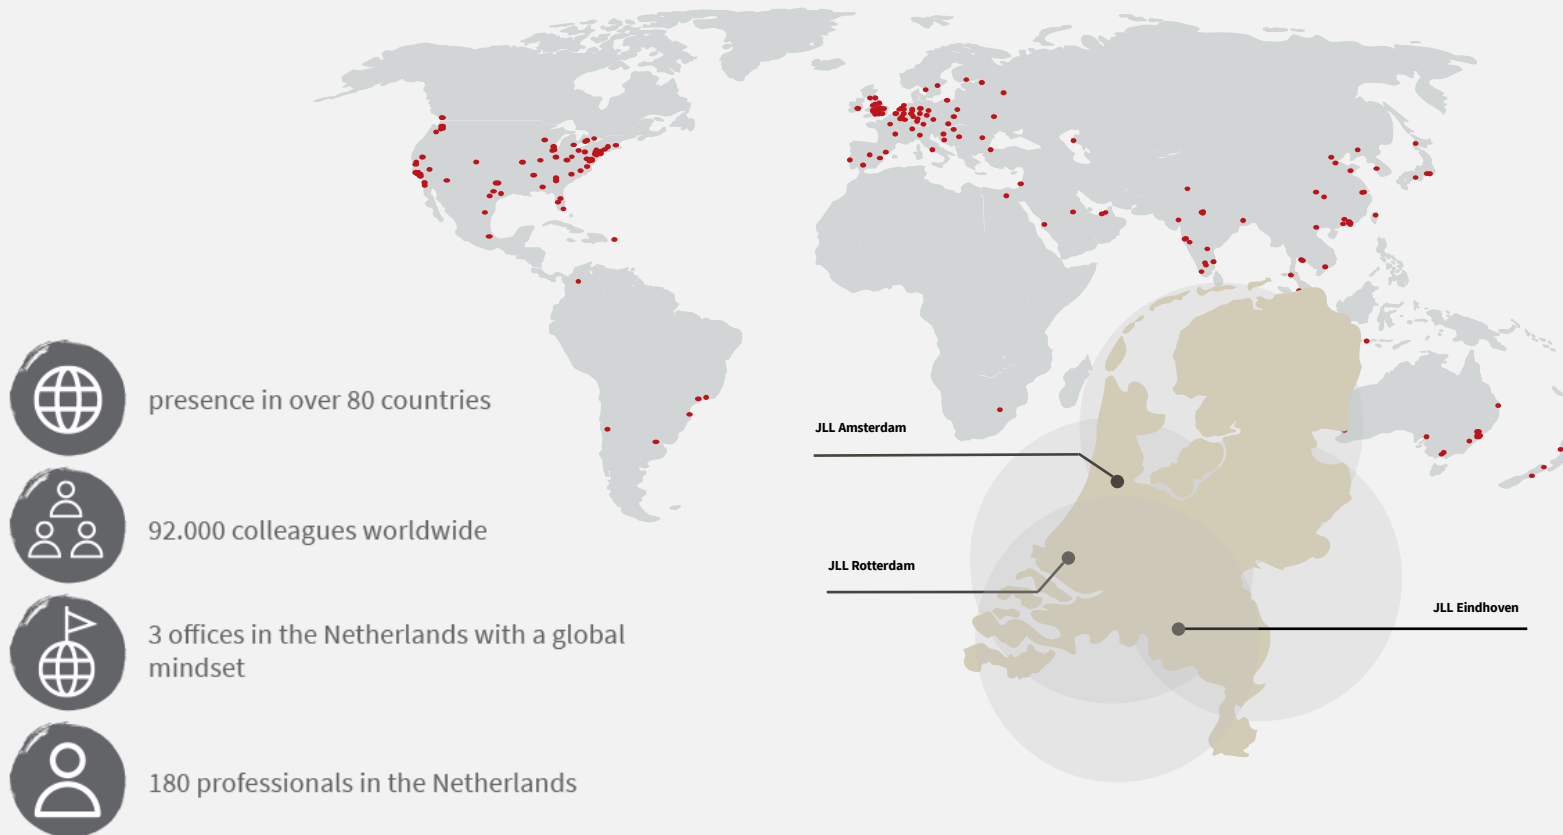 presence in over 80 countries
92.000 colleagues worldwide
3 offices in the Netherlands with a global
mindset
180 professionals in the Netherlands
JLL Amsterdam
JLL Rotterdam
JLL Eindhoven